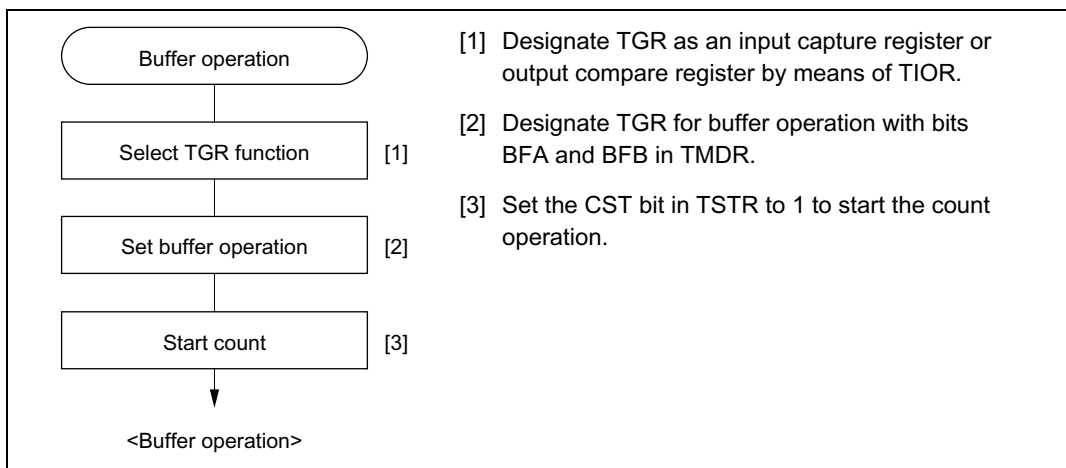 Buffer operation
Select TGR function [1]
Set buffer operation [2]
Start count [3]
<Buffer operation>
[1] Designate TGR as an input capture register or
output compare register by means of TIOR.
[2] Designate TGR for buffer operation with bits
BFA and BFB in TMDR.
[3] Set the CST bit in TSTR to 1 to start the count
operation.